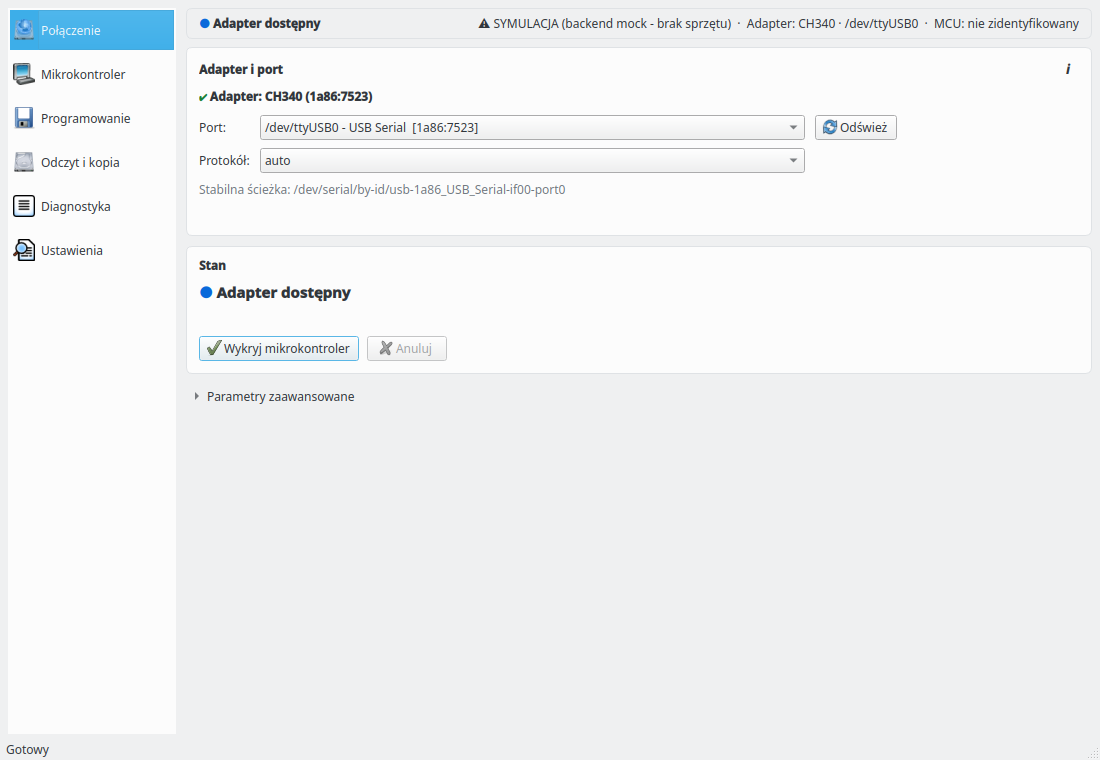 Połączenie
Mikrokontroler
Programowanie
Odczyt i kopia
Diagnostyka
Ustawienia
Adapter dostępny SYMULACJA (backend mock - brak sprzętu) · Adapter: CH340 · /dev/ttyUSB0 · MCU: nie zidentyfikowany
Adapter i port i
Adapter: CH340 (1a86:7523)
Port: /dev/ttyUSB0 - USB Serial [1a86:7523] Odśwież
Protokół: auto
Stabilna ścieżka: /dev/serial/by-id/usb-1a86_USB_Serial-if00-port0
Stan
Adapter dostępny
Wykryj mikrokontroler Anuluj
Parametry zaawansowane
Gotowy